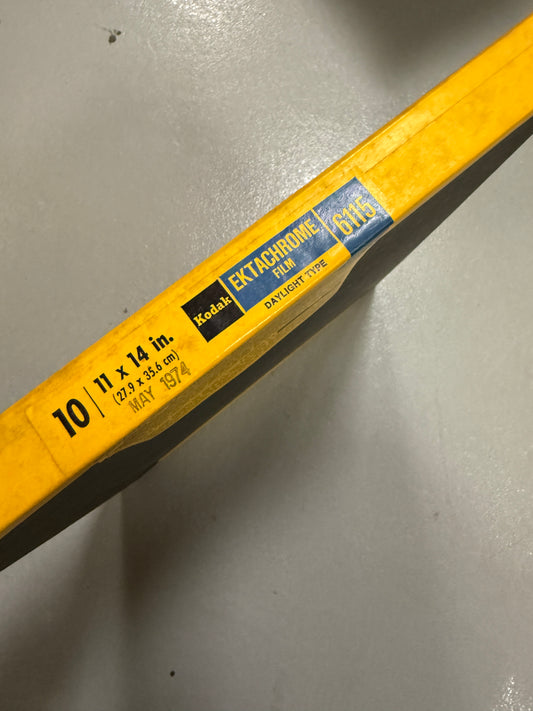 10 | 11 x 14 in.
(27.9 x 35.6 cm)
MAY 1974
Kodak
EKTACHROME
FILM
6115
DAYLIGHT TYPE